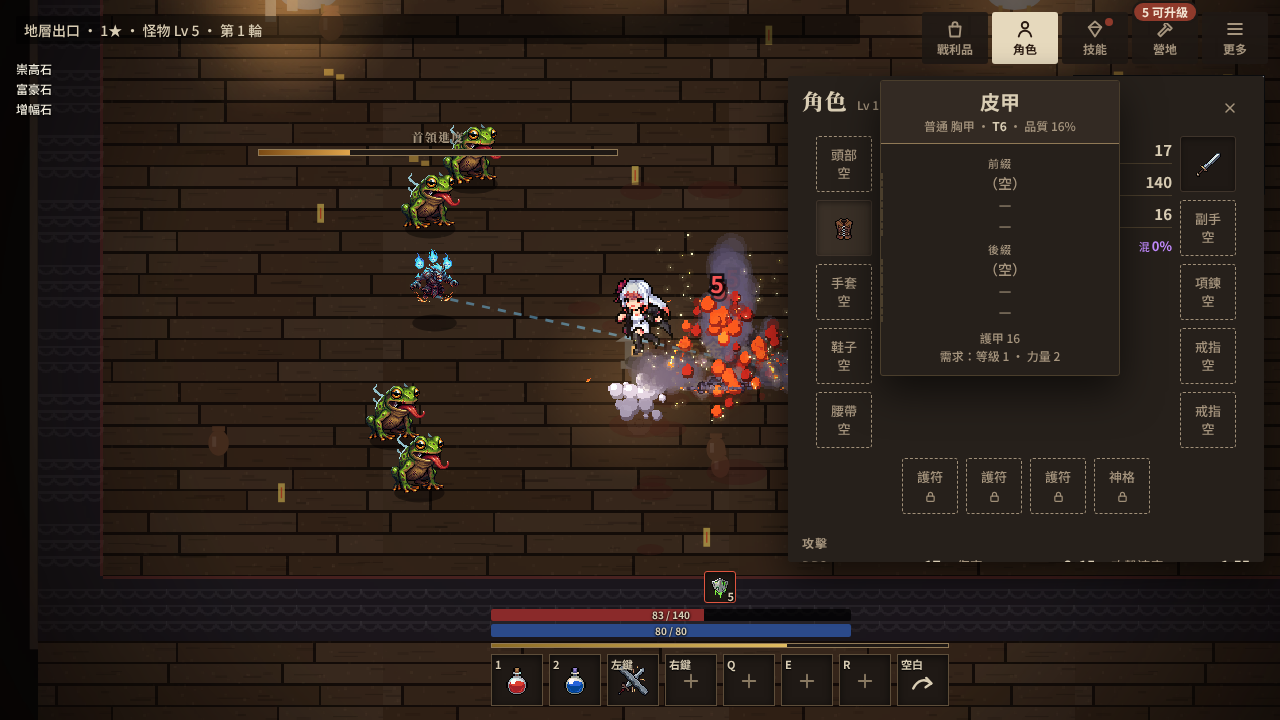 地層出口 • 1★ • 怪物 Lv 5 • 第 1 輪
崇高石
富豪石
增幅石
5 可升級
戰利品
角色
技能
營地
更多
首領進度
5
角色 Lv 1
皮甲
普通 胸甲 • T6 • 品質 16%
前綴
（空）
—
—
後綴
（空）
—
—
護甲 16
需求：等級 1 • 力量 2
17
140
16
混0%
頭部
空
手套
空
鞋子
空
腰帶
空
副手
空
項鍊
空
戒指
空
戒指
空
護符
護符
護符
神格
攻擊
5
83 / 140
80 / 80
1
2
左鍵
右鍵
Q
E
R
空白